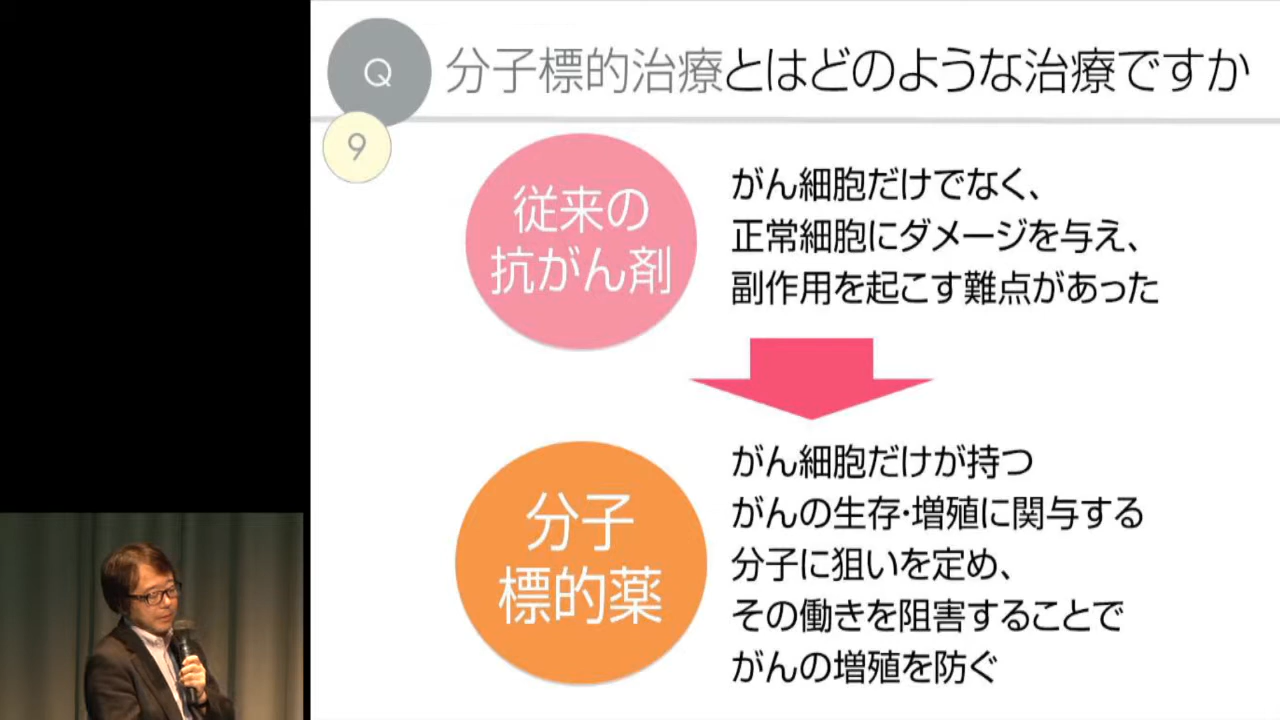 Q
分子標的治療とはどのような治療ですか
9
従来の
抗がん剤
がん細胞だけでなく、
正常細胞にダメージを与え、
副作用を起こす難点があった
分子
標的薬
がん細胞だけが持つ
がんの生存・増殖に関与する
分子に狙いを定め、
その働きを阻害することで
がんの増殖を防ぐ